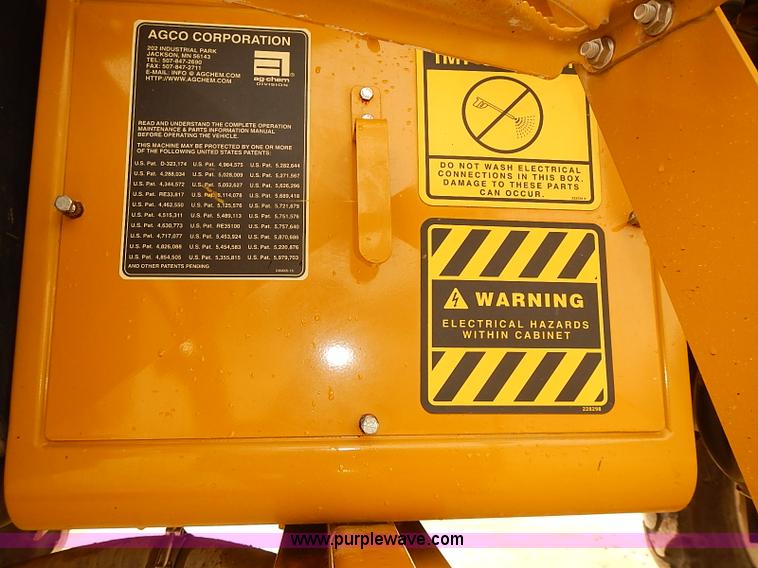 AGCO CORPORATION
202 INDUSTRIAL PARK
JACKSON, MN 56143
TEL: 507-847-2690
FAX: 507-847-2711
E-MAIL: INFO @ AGCHEM.COM
HTTP://WWW.AGCHEM.COM
ag-chem
DIVISION
READ AND UNDERSTAND THE COMPLETE OPERATION
MAINTENANCE & PARTS INFORMATION MANUAL
BEFORE OPERATING THE VEHICLE.
THIS MACHINE MAY BE PROTECTED BY ONE OR MORE
OF THE FOLLOWING UNITED STATES PATENTS:
U.S. Pat. D-323,174 U.S. Pat. 4,964,575 U.S. Pat. 5,282,644
U.S. Pat. 4,288,034 U.S. Pat. 5,028,009 U.S. Pat. 5,371,567
U.S. Pat. 4,344,572 U.S. Pat. 5,052,627 U.S. Pat. 5,626,296
U.S. Pat. RE33,817 U.S. Pat. 5,114,078 U.S. Pat. 5,689,418
U.S. Pat. 4,462,550 U.S. Pat. 5,125,576 U.S. Pat. 5,721,679
U.S. Pat. 4,515,311 U.S. Pat. 5,489,113 U.S. Pat. 5,751,576
U.S. Pat. 4,630,773 U.S. Pat. RE35100 U.S. Pat. 5,757,640
U.S. Pat. 4,717,077 U.S. Pat. 5,453,924 U.S. Pat. 5,870,686
U.S. Pat. 4,826,088 U.S. Pat. 5,454,583 U.S. Pat. 5,220,876
U.S. Pat. 4,854,505 U.S. Pat. 5,355,815 U.S. Pat. 5,979,703
AND OTHER PATENTS PENDING
DO NOT WASH ELECTRICAL
CONNECTIONS IN THIS BOX.
DAMAGE TO THESE PARTS
CAN OCCUR.
WARNING
ELECTRICAL HAZARDS
WITHIN CABINET
228298
www.purplewave.com